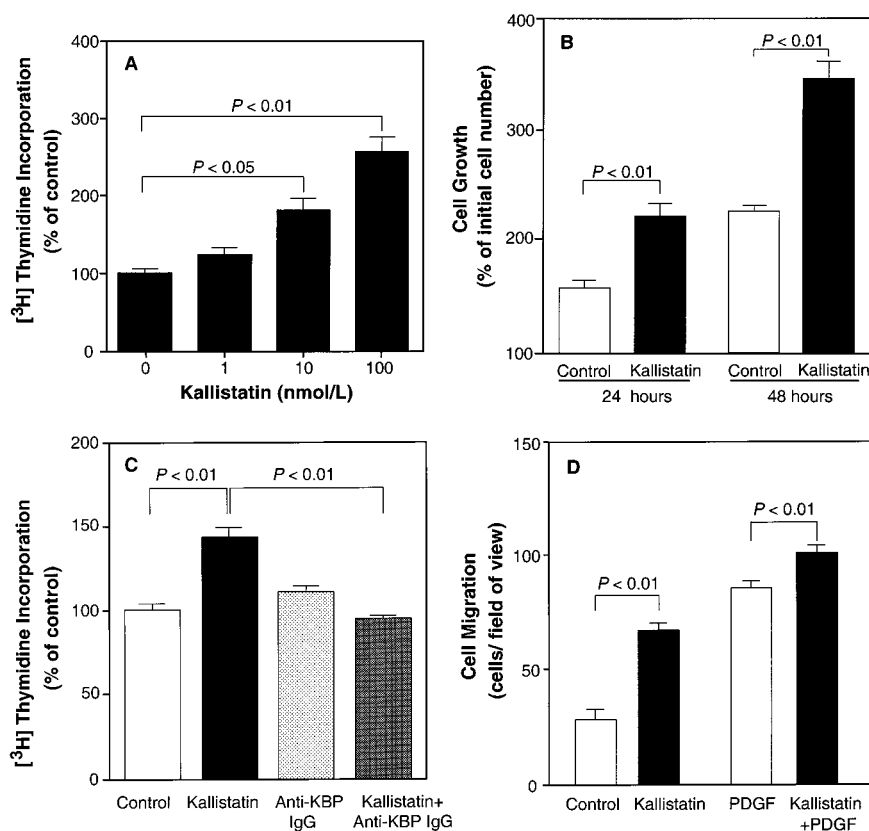 A
[³H] Thymidine Incorporation
(% of control)
400
300
200
100
0
P < 0.01
P < 0.05
0 1 10 100
Kallistatin (nmol/L)
B
Cell Growth
(% of initial cell number)
400
300
200
100
P < 0.01
P < 0.01
Control Kallistatin Control Kallistatin
24 hours 48 hours
C
[³H] Thymidine Incorporation
(% of control)
200
150
100
50
0
P < 0.01 P < 0.01
Control Kallistatin Anti-KBP Kallistatin+
IgG Anti-KBP IgG
D
Cell Migration
(cells/ field of view)
150
100
50
0
P < 0.01
P < 0.01
Control Kallistatin PDGF Kallistatin
+PDGF